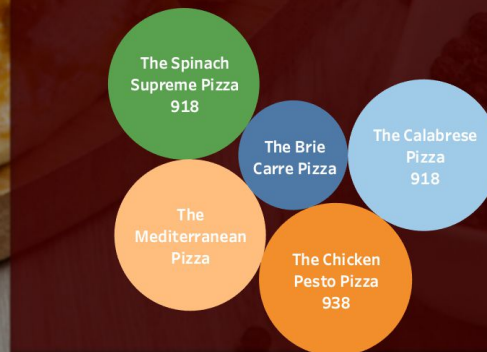 The Spinach
Supreme Pizza
918
The Brie
Carre Pizza
The Calabrese
Pizza
918
The
Mediterranean
Pizza
The Chicken
Pesto Pizza
938